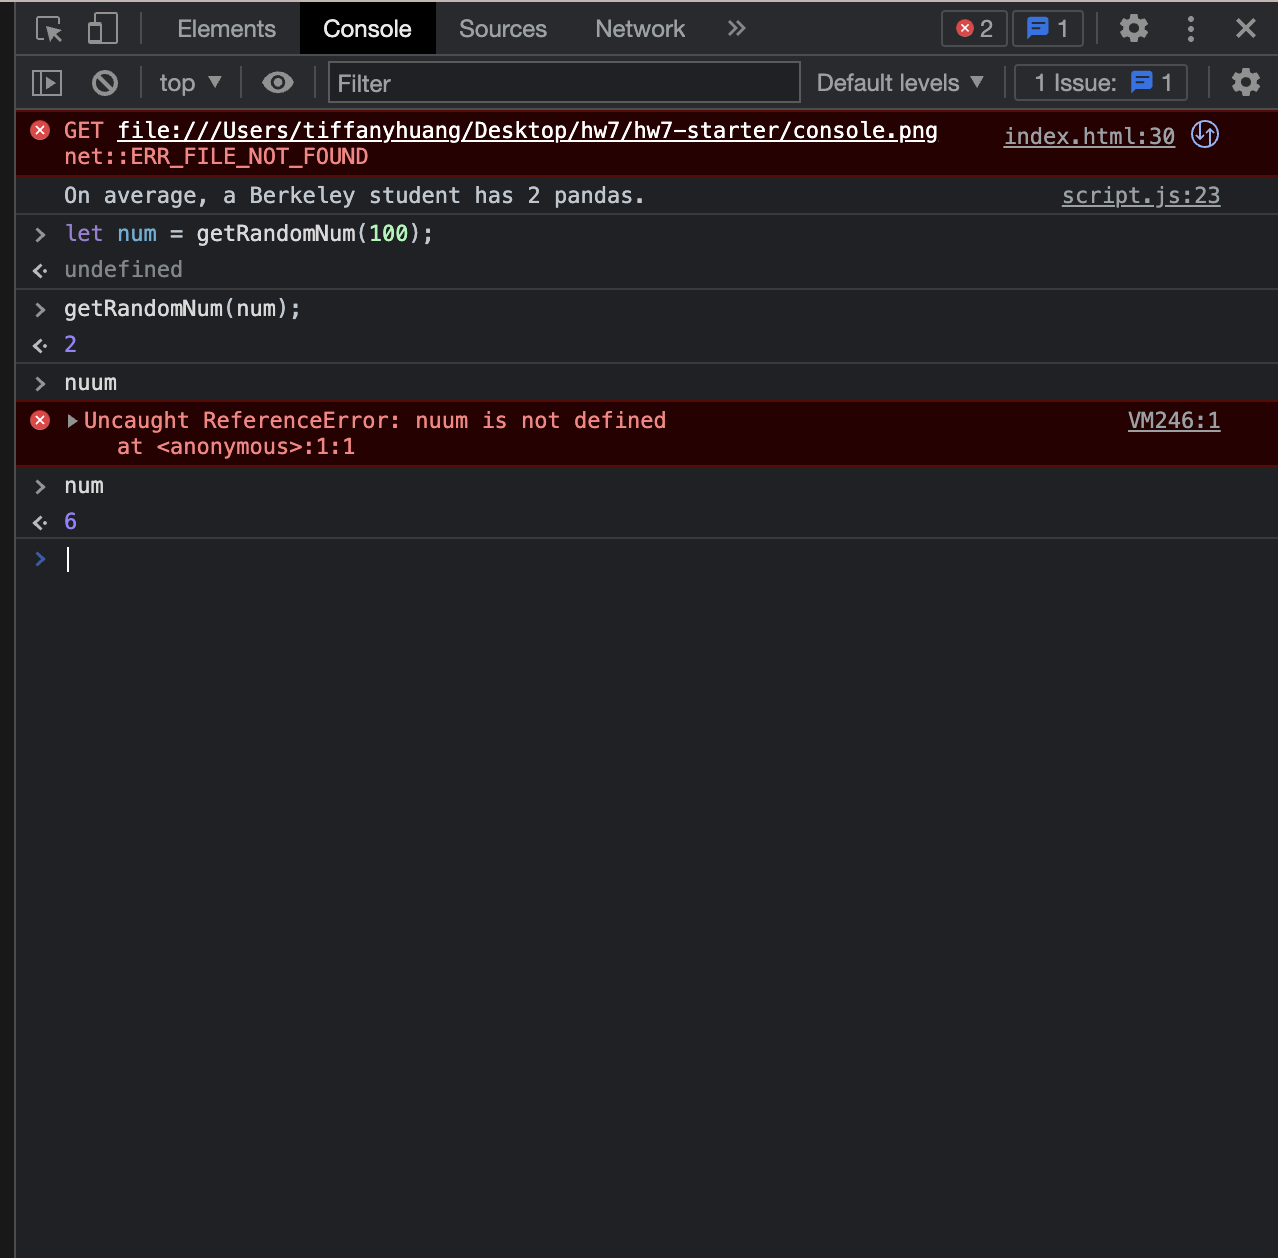 Elements Console Sources Network » 2 1
top ▼ Filter Default levels ▼ 1 Issue: 1
GET file:///Users/tiffanyhuang/Desktop/hw7/hw7-starter/console.png index.html:30
net::ERR_FILE_NOT_FOUND
On average, a Berkeley student has 2 pandas. script.js:23
> let num = getRandomNum(100);
undefined
> getRandomNum(num);
2
> nuum
Uncaught ReferenceError: nuum is not defined VM246:1
at <anonymous>:1:1
> num
6
>